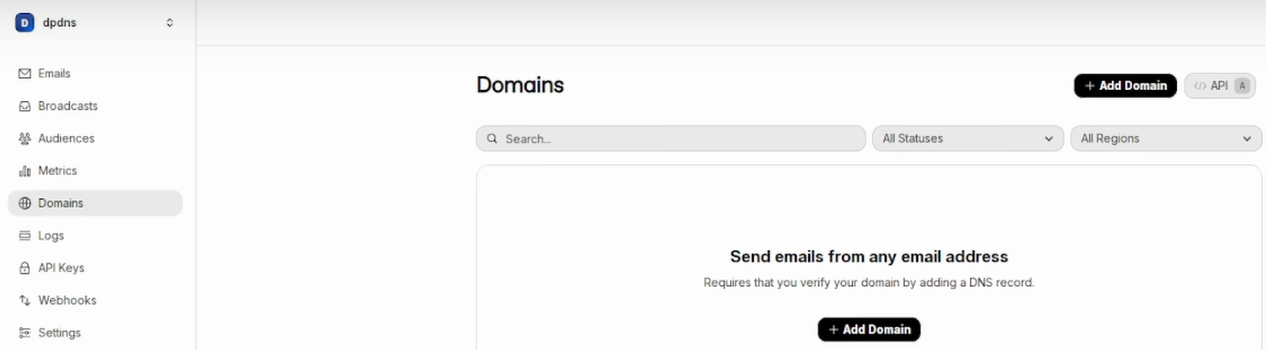 D dpdns
Emails
Broadcasts
Audiences
Metrics
Domains
Logs
API Keys
Webhooks
Settings
Domains
+ Add Domain
</> API A
Search...
All Statuses
All Regions
Send emails from any email address
Requires that you verify your domain by adding a DNS record.
+ Add Domain